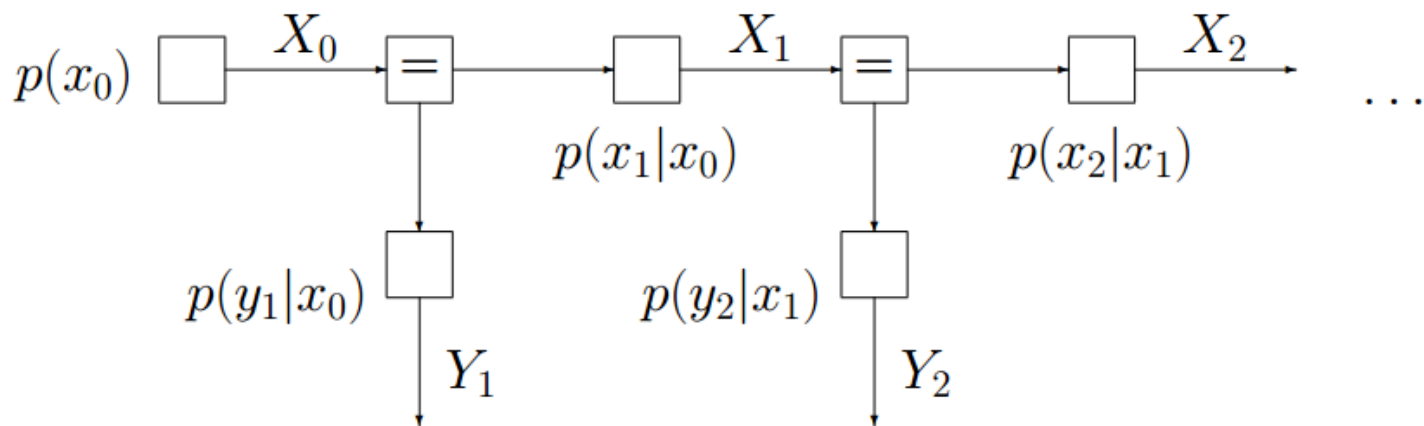 X_0 X_1 X_2
p(x_0) = = ...
p(x_1|x_0) p(x_2|x_1)
p(y_1|x_0) p(y_2|x_1)
Y_1 Y_2